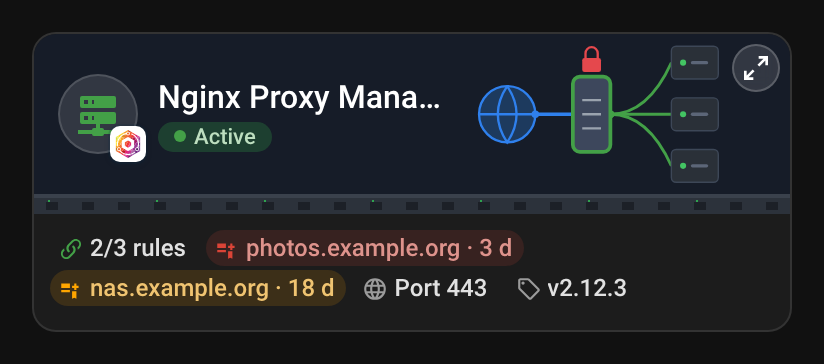 Nginx Proxy Mana…
Active
2/3 rules photos.example.org · 3 d
nas.example.org · 18 d Port 443 v2.12.3